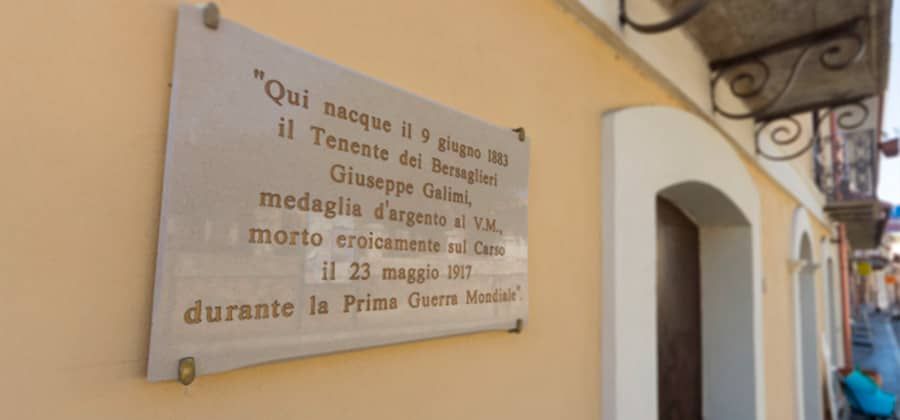 "Qui nacque il 9 giugno 1883
il Tenente dei Bersaglieri
Giuseppe Galimi,
medaglia d'argento al V.M.,
morto eroicamente sul Carso
il 23 maggio 1917
durante la Prima Guerra Mondiale".